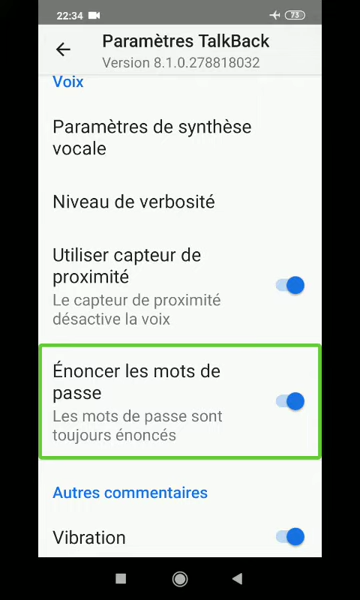 22:34
73
Paramètres TalkBack
Version 8.1.0.278818032
Voix
Paramètres de synthèse
vocale
Niveau de verbosité
Utiliser capteur de
proximité
Le capteur de proximité
désactive la voix
Énoncer les mots de
passe
Les mots de passe sont
toujours énoncés
Autres commentaires
Vibration